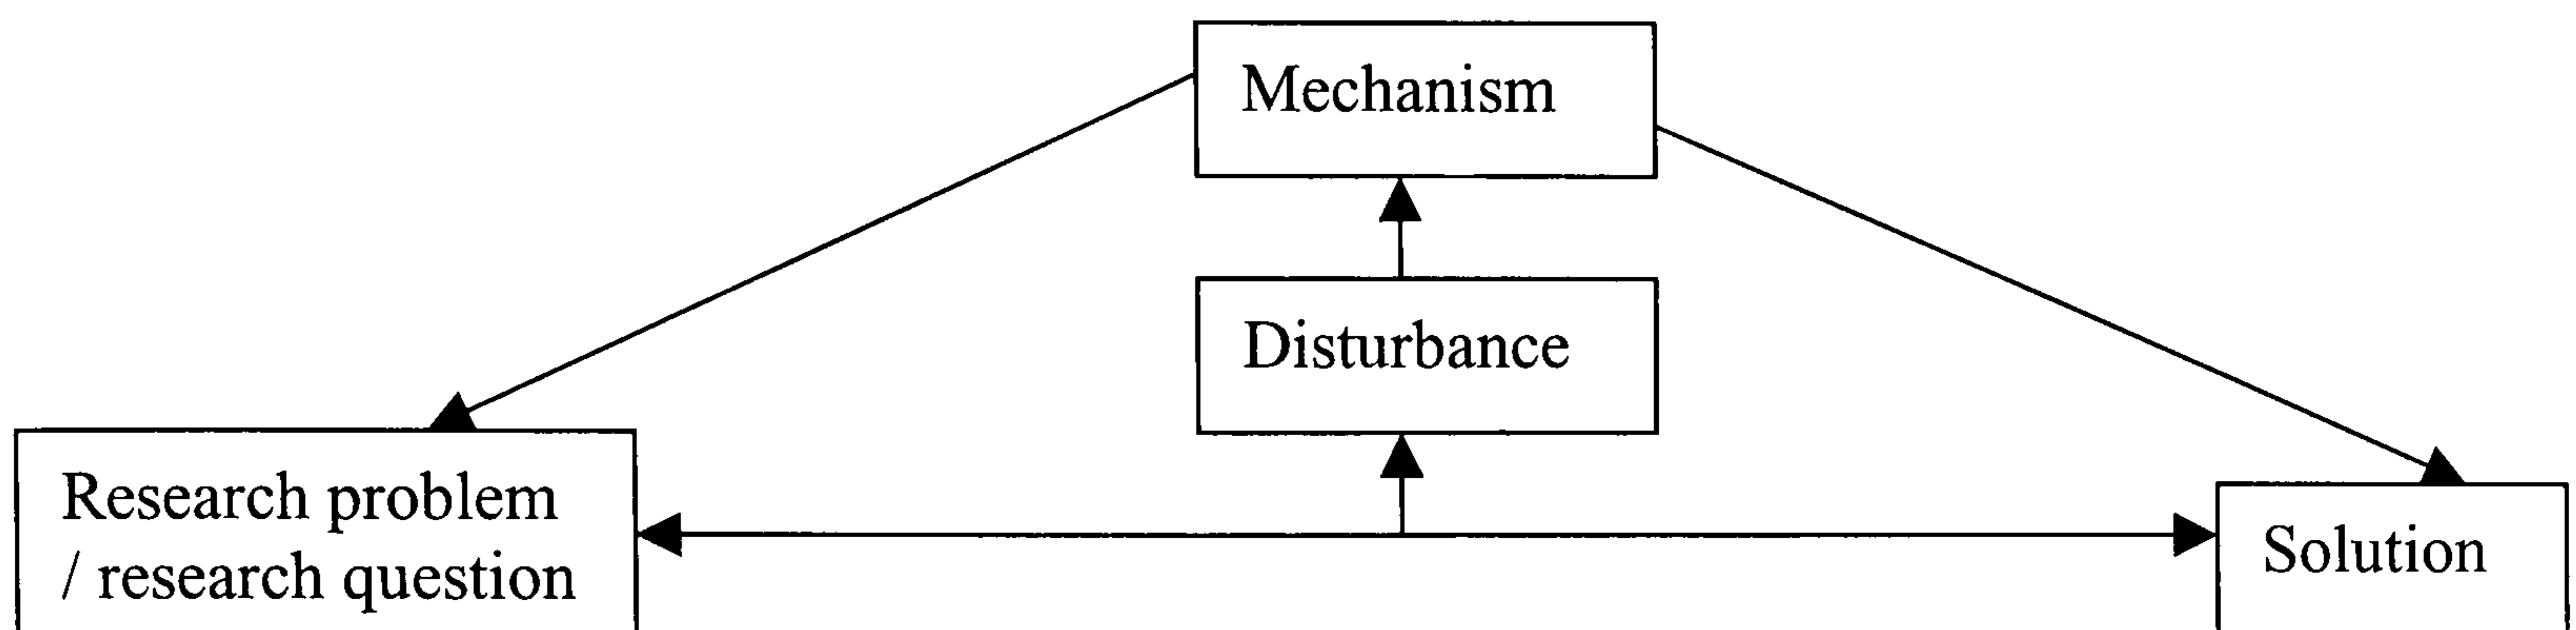 Mechanism
Disturbance
Research problem
/ research question
Solution